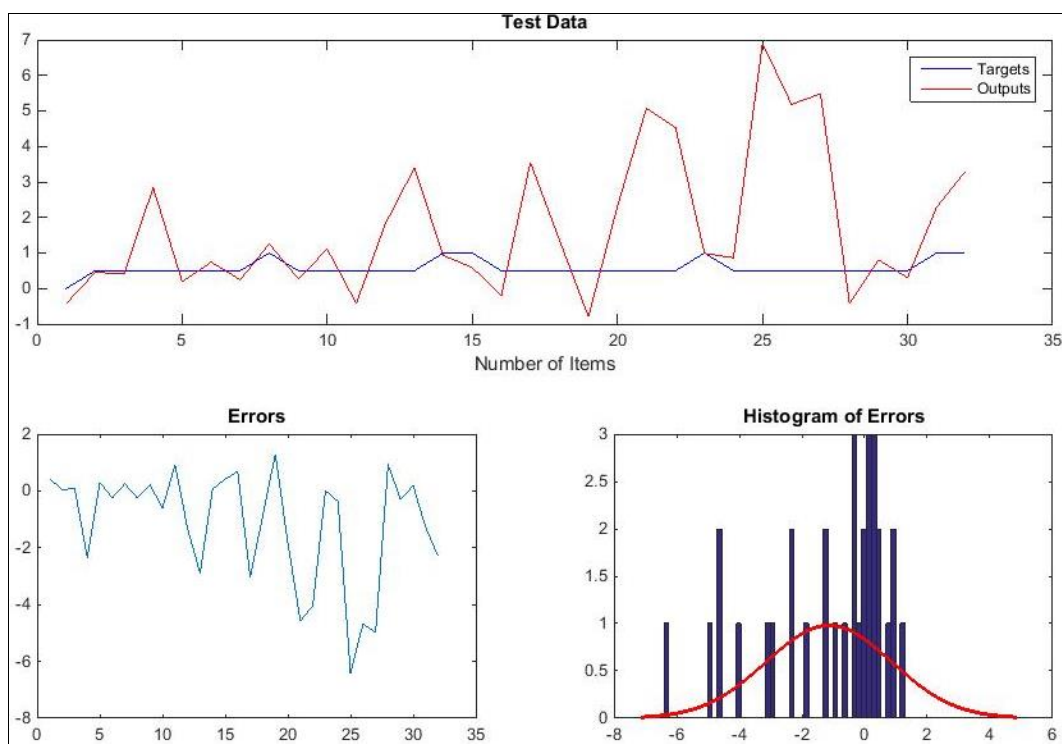 Test Data
7
6
5
4
3
2
1
0
-1
Targets
Outputs
0 5 10 15 20 25 30 35
Number of Items
Errors
2
0
-2
-4
-6
-8
0 5 10 15 20 25 30 35
Histogram of Errors
3
2.5
2
1.5
1
0.5
0
-8 -6 -4 -2 0 2 4 6